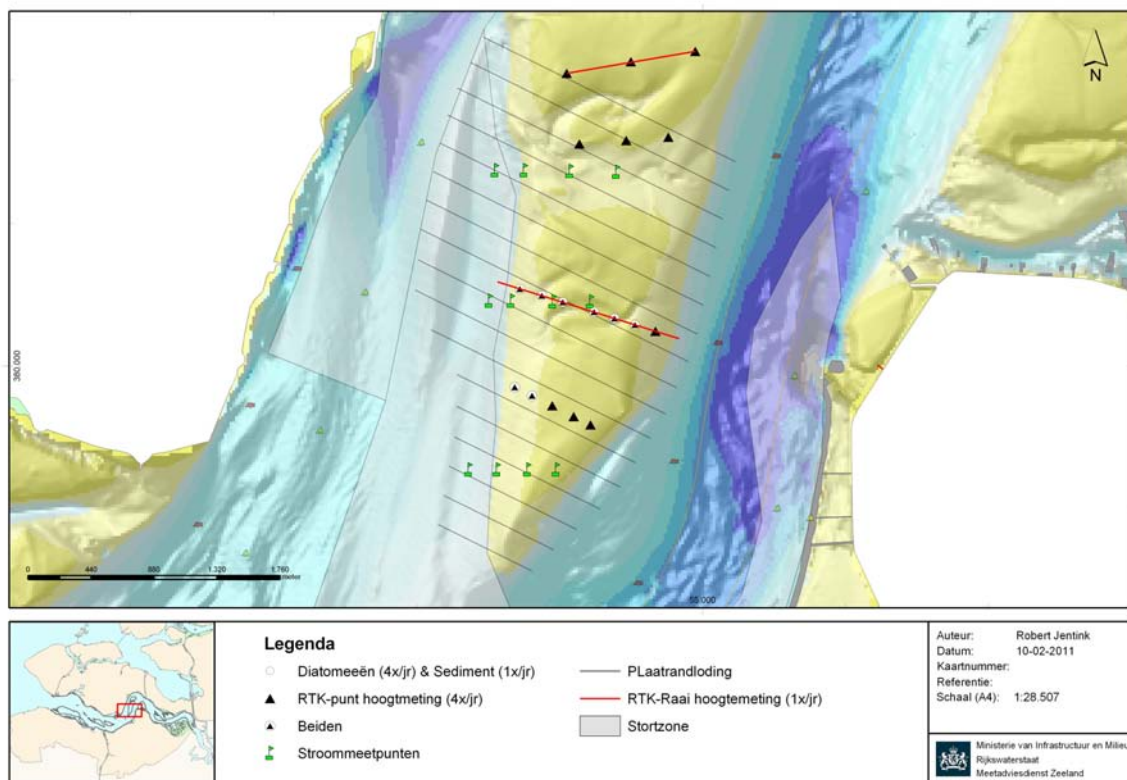 N
380.000
0 440 880 1.320 1.760
meter
55.000
Legenda
Diatomeeën (4x/jr) & Sediment (1x/jr)
RTK-punt hoogtmeting (4x/jr)
Beiden
Stroommeetpunten
PLaatrandloding
RTK-Raai hoogtemeting (1x/jr)
Stortzone
Auteur: Robert Jentink
Datum: 10-02-2011
Kaartnummer:
Referentie:
Schaal (A4): 1:28.507
Ministerie van Infrastructuur en Milieu
Rijkswaterstaat
Meetadviesdienst Zeeland